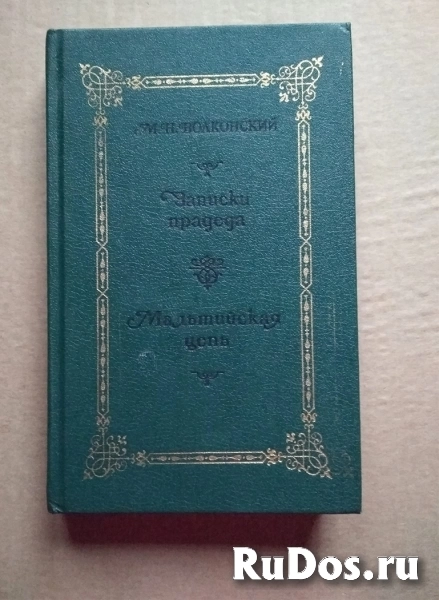 М. Н. ВОЛКОНСКИЙ
Записки
прадеда
Мальтийская
цепь
RuDos.ru